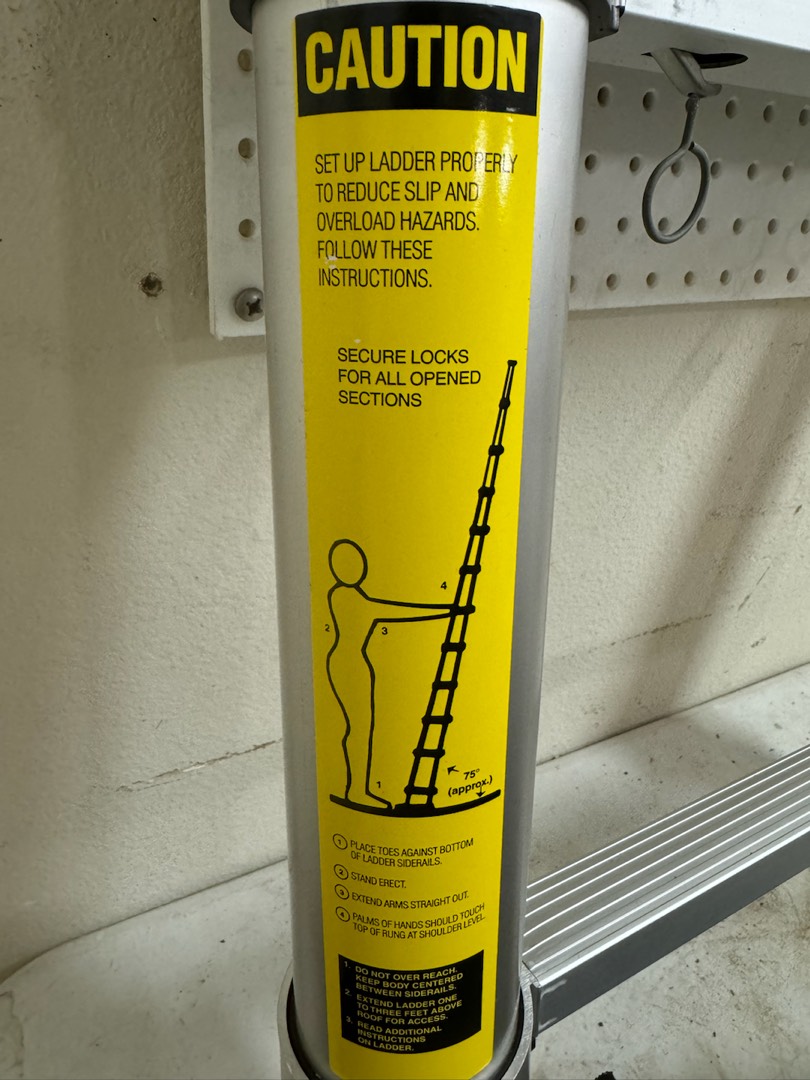 CAUTION
SET UP LADDER PROPERLY
TO REDUCE SLIP AND
OVERLOAD HAZARDS.
FOLLOW THESE
INSTRUCTIONS.
SECURE LOCKS
FOR ALL OPENED
SECTIONS
4
2
3
75°
(approx.)
1
1 PLACE TOES AGAINST BOTTOM
OF LADDER SIDERAILS.
2 STAND ERECT.
3 EXTEND ARMS STRAIGHT OUT.
4 PALMS OF HANDS SHOULD TOUCH
TOP OF RUNG AT SHOULDER LEVEL.
1. DO NOT OVER REACH.
KEEP BODY CENTERED
BETWEEN SIDERAILS.
2. EXTEND LADDER ONE
TO THREE FEET ABOVE
ROOF FOR ACCESS.
3. READ ADDITIONAL
INSTRUCTIONS
ON LADDER.